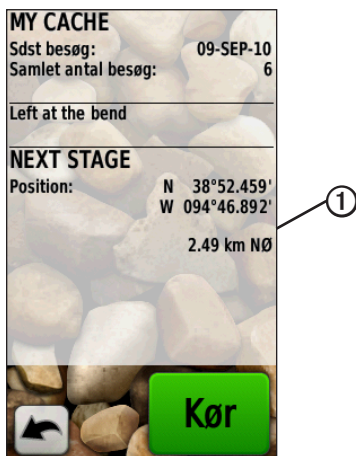 MY CACHE
Sdst besøg: 09-SEP-10
Samlet antal besøg: 6
Left at the bend
NEXT STAGE
Position: N 38°52.459'
W 094°46.892'
2.49 km NØ
①
Kør